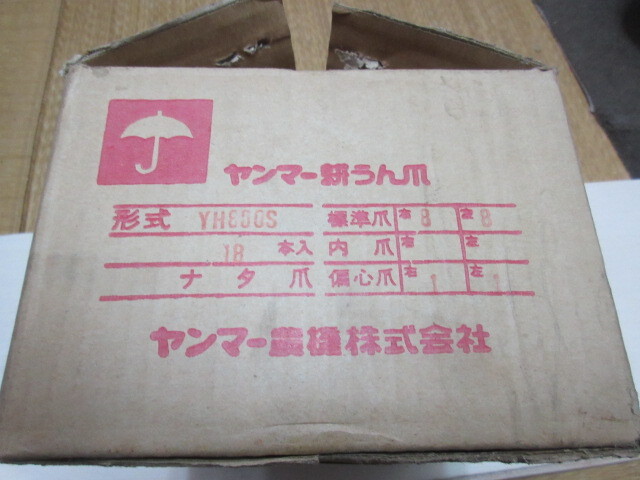 ヤンマー耕うん爪
形式 YH650S 標準爪 右 8 左 8
18 本入 内爪 右 左
ナタ爪 偏心爪 右 1 左 1
ヤンマー農機株式会社